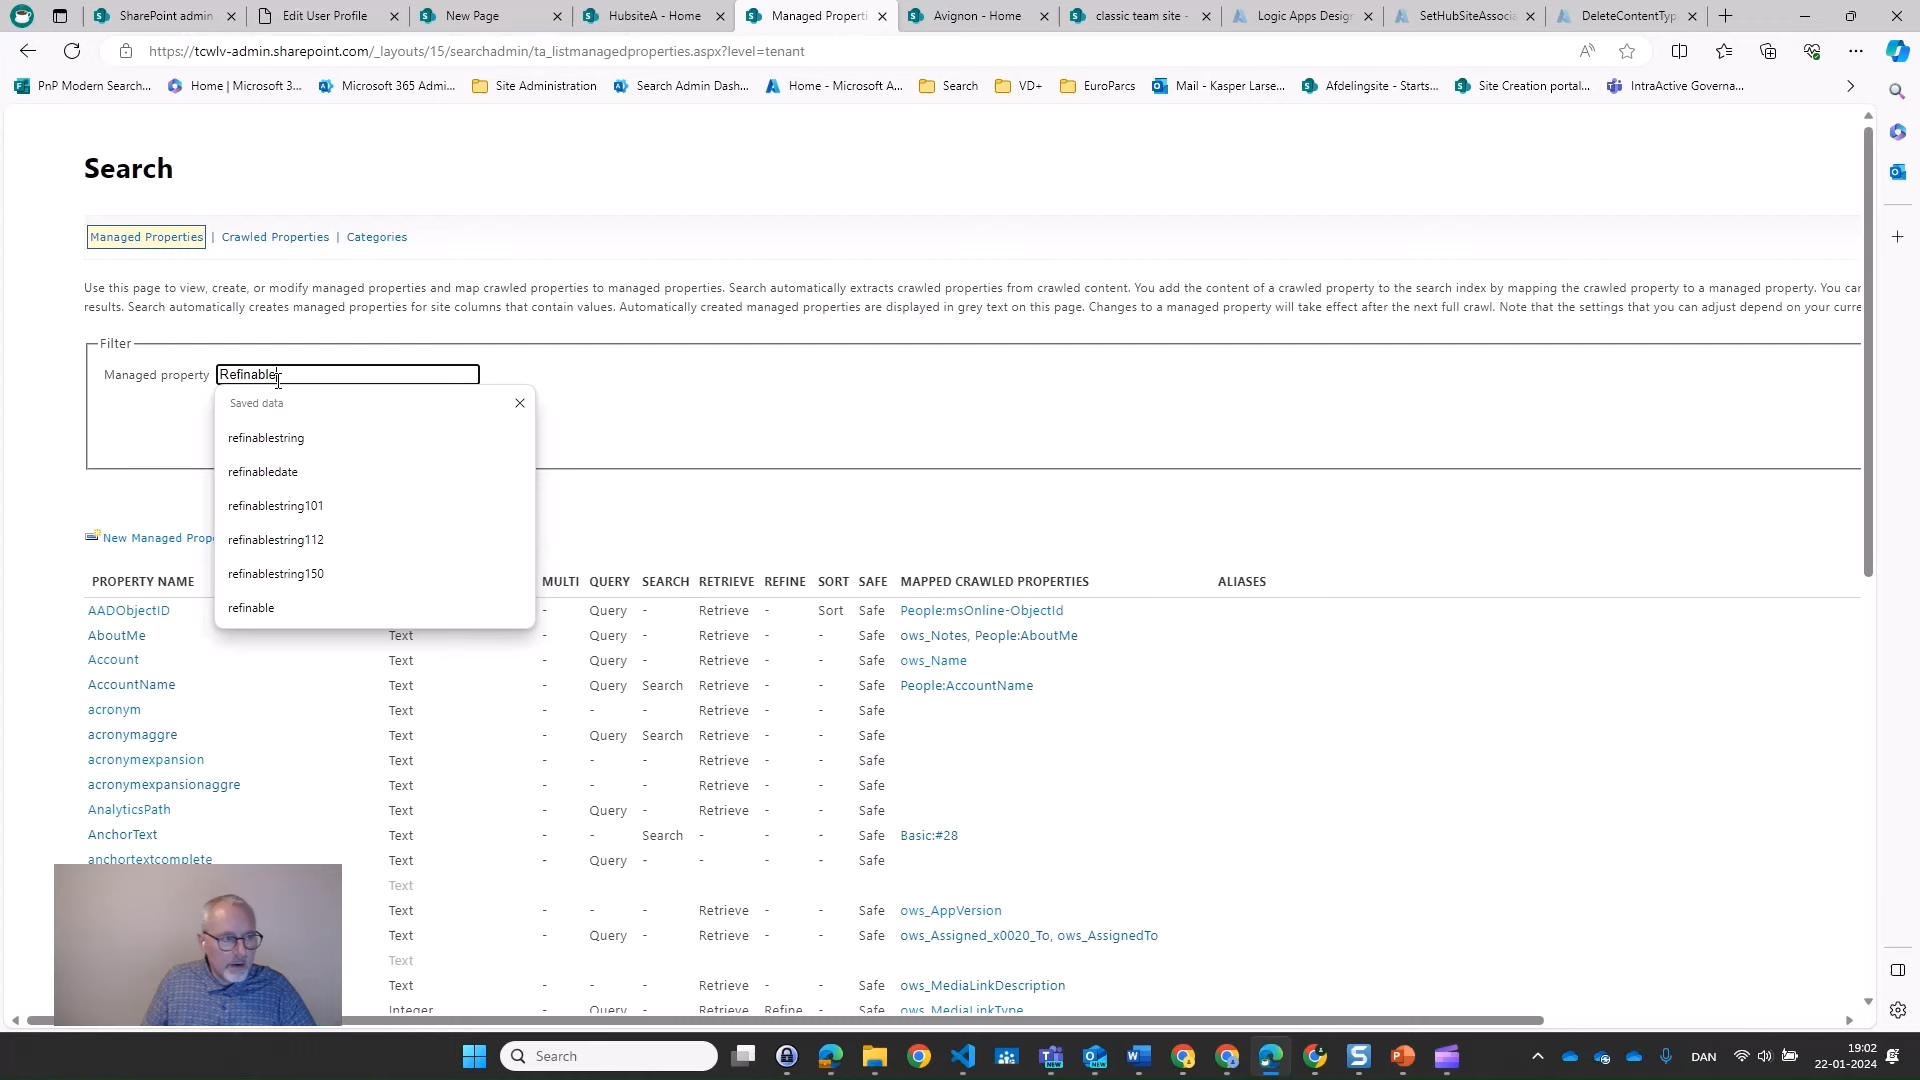 SharePoint admin
Edit User Profile
New Page
HubsiteA - Home
Managed Properti
Avignon - Home
classic team site -
Logic Apps Desig
SetHubSiteAssocia
DeleteContentTyp
https://tcwlv-admin.sharepoint.com/_layouts/15/searchadmin/ta_listmanagedproperties.aspx?level=tenant
PnP Modern Search...
Home | Microsoft 3...
Microsoft 365 Admi...
Site Administration
Search Admin Dash...
Home - Microsoft A...
Search
VD+
EuroParcs
Mail - Kasper Larse...
Afdelingsite - Starts...
Site Creation portal...
IntraActive Governa...
Search
Managed Properties | Crawled Properties | Categories
Use this page to view, create, or modify managed properties and map crawled properties to managed properties. Search automatically extracts crawled properties from crawled content. You add the content of a crawled property to the search index by mapping the crawled property to a managed property. You car
results. Search automatically creates managed properties for site columns that contain values. Automatically created managed properties are displayed in grey text on this page. Changes to a managed property will take effect after the next full crawl. Note that the settings that you can adjust depend on your curre
Filter
Managed property Refinable
Saved data
refinablestring
refinabledate
refinablestring101
refinablestring112
refinablestring150
refinable
New Managed Prope
PROPERTY NAME MULTI QUERY SEARCH RETRIEVE REFINE SORT SAFE MAPPED CRAWLED PROPERTIES ALIASES
AADObjectID - Query - Retrieve - Sort Safe People:msOnline-ObjectId
AboutMe Text - Query - Retrieve - - Safe ows_Notes, People:AboutMe
Account Text - Query - Retrieve - - Safe ows_Name
AccountName Text - Query Search Retrieve - - Safe People:AccountName
acronym Text - - - Retrieve - - Safe
acronymaggre Text - Query Search Retrieve - - Safe
acronymexpansion Text - - - Retrieve - - Safe
acronymexpansionaggre Text - - - Retrieve - - Safe
AnalyticsPath Text - Query - Retrieve - - Safe
AnchorText Text - - Search - - - Safe Basic:#28
anchortextcomplete Text - Query - - - - Safe
Text
Text - - - Retrieve - - Safe ows_AppVersion
Text - Query - Retrieve - - Safe ows_Assigned_x0020_To, ows_AssignedTo
Text
Text - - - Retrieve - - Safe ows_MediaLinkDescription
Integer - Query - Retrieve Refine - Safe ows_MediaLinkType
Search
DAN
19:02
22-01-2024